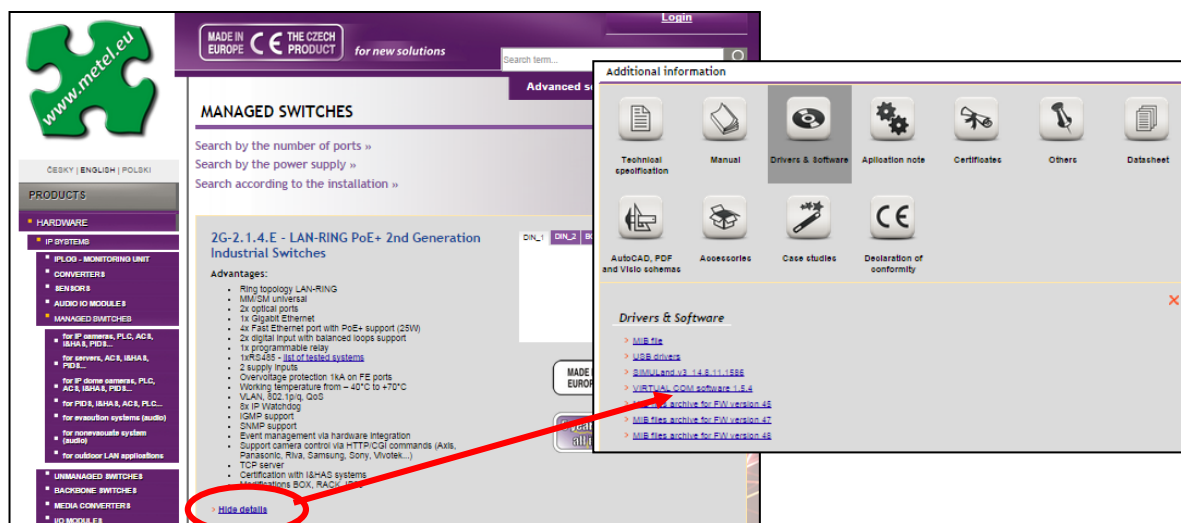 www.metel.eu
MADE IN EUROPE CE THE CZECH PRODUCT for new solutions
Login
Search term...
Advanced
ČESKY | ENGLISH | POLSKI
PRODUCTS
HARDWARE
IP SYSTEMS
IPLOG - MONITORING UNIT
CONVERTERS
SENSORS
AUDIO IO MODULES
MANAGED SWITCHES
for IP cameras, PLC, ACS, I&HAS, PIDS...
for servers, ACS, I&HAS, PIDS...
for IP dome cameras, PLC, ACS, I&HAS, PIDS...
for PIDS, I&HAS, ACS, PLC...
for evaoution systems (audio)
for nonevaouate system (audio)
for outdoor LAN applications
UNMANAGED SWITCHES
BACKBONE SWITCHES
MEDIA CONVERTERS
I/O MODULES
MANAGED SWITCHES
Search by the number of ports »
Search by the power supply »
Search according to the installation »
2G-2.1.4.E - LAN-RING PoE+ 2nd Generation
Industrial Switches
DIN_1 DIN_2
Advantages:
Ring topology LAN-RING
MM/SM universal
2x optical ports
1x Gigabit Ethernet
4x Fast Ethernet port with PoE+ support (25W)
2x digital input with balanced loops support
1x programmable relay
1xRS485 - list of tested systems
2 supply inputs
Overvoltage protection 1kA on FE ports
Working temperature from – 40°C to +70°C
VLAN, 802.1p/q, QoS
8x IP Watchdog
IGMP support
SNMP support
Event management via hardware integration
Support camera control via HTTP/CGI commands (Axis,
Panasonic, Riva, Samsung, Sony, Vivotek...)
TCP server
Certification with I&HAS systems
BOX, RACK
> Hide details
MADE
EUROP
Additional information
Technical specification
Manual
Drivers & Software
Aplication note
Certificates
Others
Datasheet
AutoCAD, PDF and Visio schemas
Accessories
Case studies
CE
Declaration of conformity
Drivers & Software
> MIB file
> USB drivers
> SIMULand.v3 14.8.11.1586
> VIRTUAL COM software 1.5.4
> MIB files archive for FW version 45
> MIB files archive for FW version 47
> MIB files archive for FW version 48